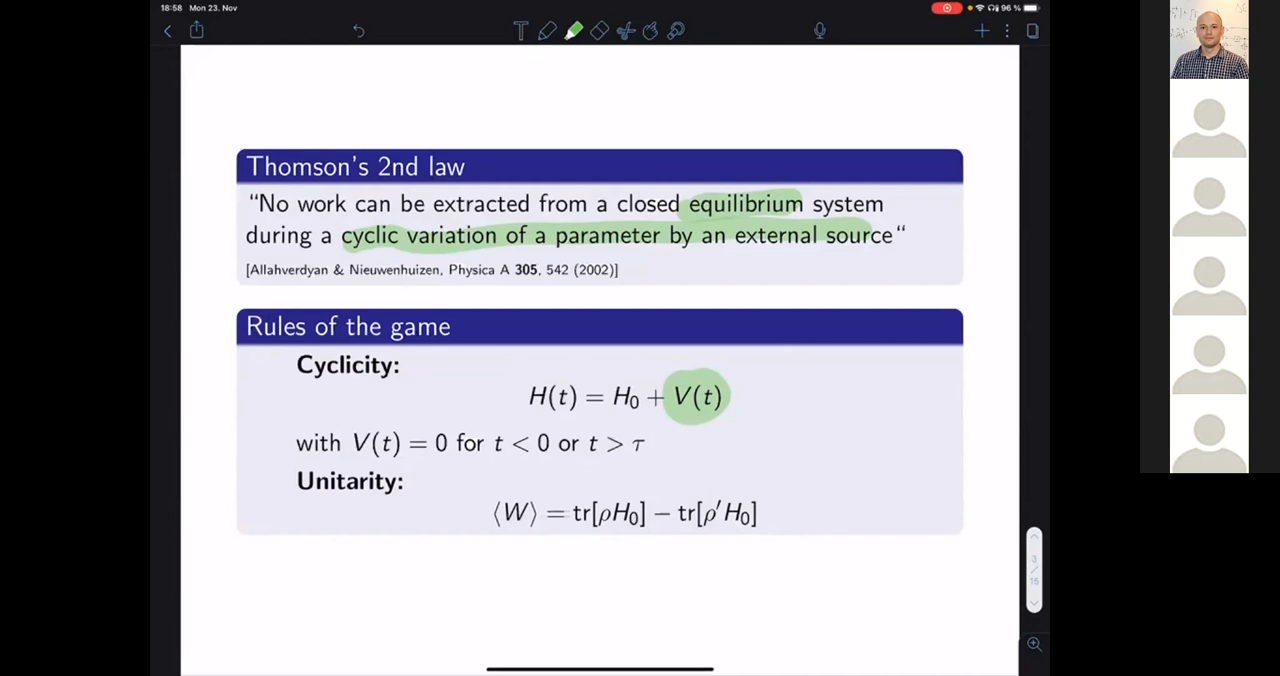 18:58 Mon 23. Nov
96 %
T
Thomson's 2nd law
“No work can be extracted from a closed equilibrium system
during a cyclic variation of a parameter by an external source“
[Allahverdyan & Nieuwenhuizen, Physica A 305, 542 (2002)]
Rules of the game
Cyclicity:
H(t) = H₀ + V(t)
with V(t) = 0 for t < 0 or t > τ
Unitarity:
⟨W⟩ = tr[ρH₀] − tr[ρ′H₀]
3
/
15